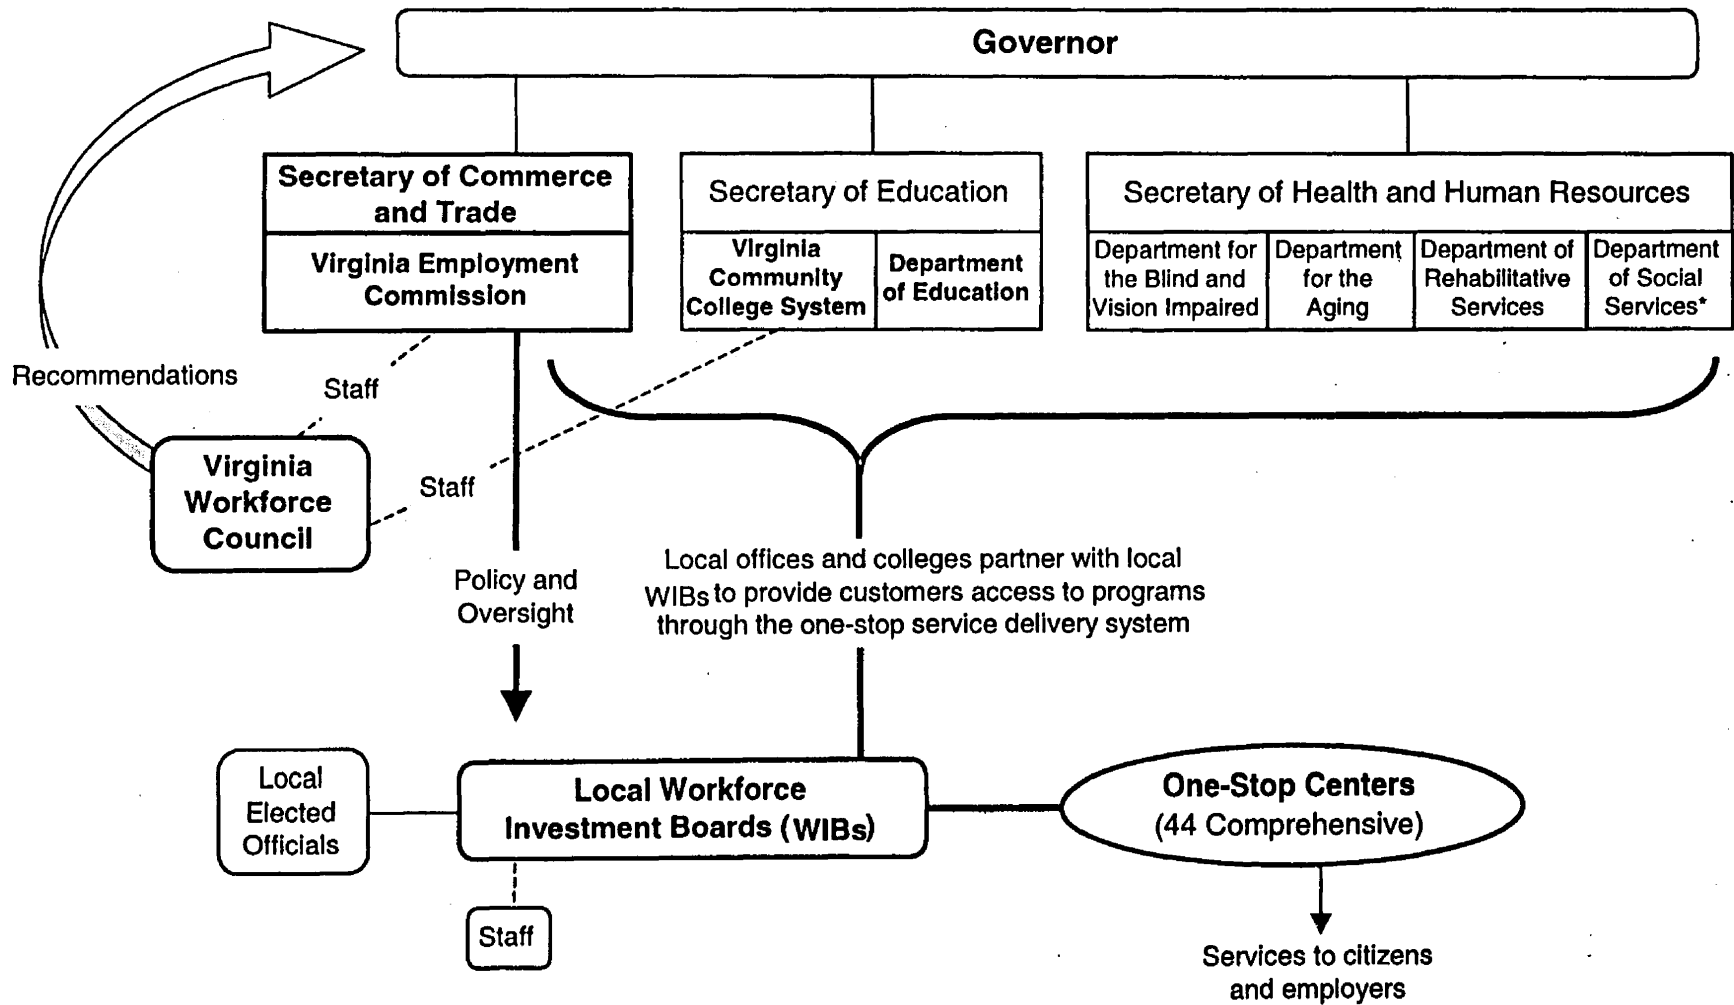 Governor
Secretary of Commerce
and Trade
Virginia Employment
Commission
Secretary of Education
Virginia
Community
College System
Department
of Education
Secretary of Health and Human Resources
Department for
the Blind and
Vision Impaired
Department
for the
Aging
Department of
Rehabilitative
Services
Department
of Social
Services*
Recommendations
Staff
Virginia
Workforce
Council
Staff
Policy and
Oversight
Local offices and colleges partner with local
WIBs to provide customers access to programs
through the one-stop service delivery system
Local
Elected
Officials
Local Workforce
Investment Boards (WIBs)
One-Stop Centers
(44 Comprehensive)
Staff
Services to citizens
and employers